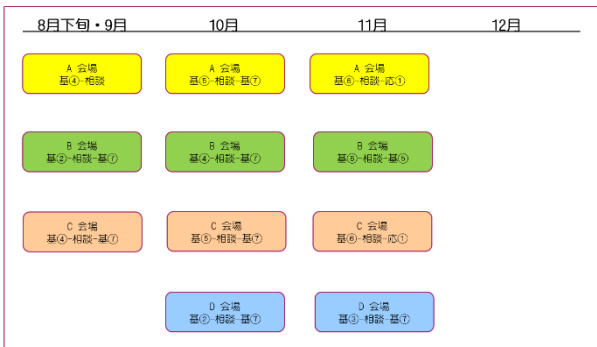 8月下旬・9月 10月 11月 12月
A 会場
基④-相談
A 会場
基⑤-相談-基⑦
A 会場
基⑥-相談-応①
B 会場
基②-相談-基⑦
B 会場
基④-相談-基⑦
B 会場
基⑤-相談-基⑤
C 会場
基④-相談-基⑦
C 会場
基⑤-相談-基⑦
C 会場
基⑥-相談-応①
D 会場
基②-相談-基⑦
D 会場
基③-相談-基⑦